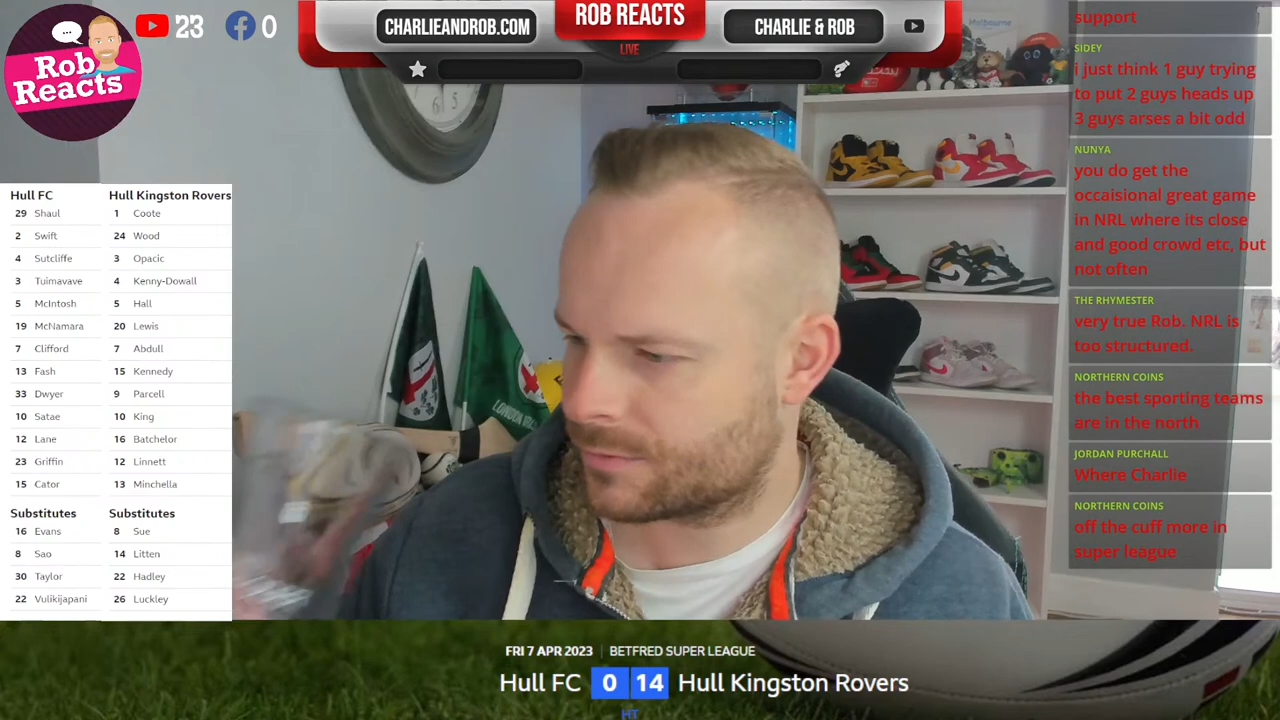 Rob
Reacts
23
0
CHARLIEANDROB.COM
ROB REACTS
LIVE
CHARLIE & ROB
Melbourne
Hull FC
29 Shaul
2 Swift
4 Sutcliffe
3 Tuimavave
5 McIntosh
19 McNamara
7 Clifford
13 Fash
33 Dwyer
10 Satae
12 Lane
23 Griffin
15 Cator
Substitutes
16 Evans
8 Sao
30 Taylor
22 Vulikijapani
Hull Kingston Rovers
1 Coote
24 Wood
3 Opacic
4 Kenny-Dowall
5 Hall
20 Lewis
7 Abdull
15 Kennedy
9 Parcell
10 King
16 Batchelor
12 Linnett
13 Minchella
Substitutes
8 Sue
14 Litten
22 Hadley
26 Luckley
support
SIDEY
i just think 1 guy trying
to put 2 guys heads up
3 guys arses a bit odd
NUNYA
you do get the
occaisional great game
in NRL where its close
and good crowd etc, but
not often
THE RHYMESTER
very true Rob. NRL is
too structured.
NORTHERN COINS
the best sporting teams
are in the north
JORDAN PURCHALL
Where Charlie
NORTHERN COINS
off the cuff more in
super league
FRI 7 APR 2023 | BETFRED SUPER LEAGUE
Hull FC 0 14 Hull Kingston Rovers
HT